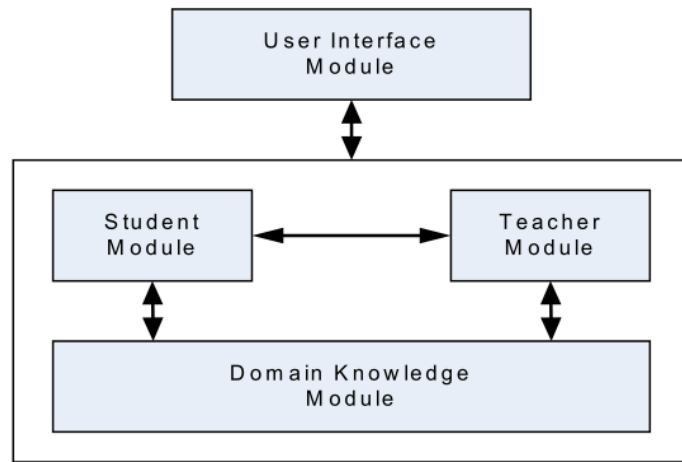 User Interface
Module
Student
Module
Teacher
Module
Domain Knowledge
Module